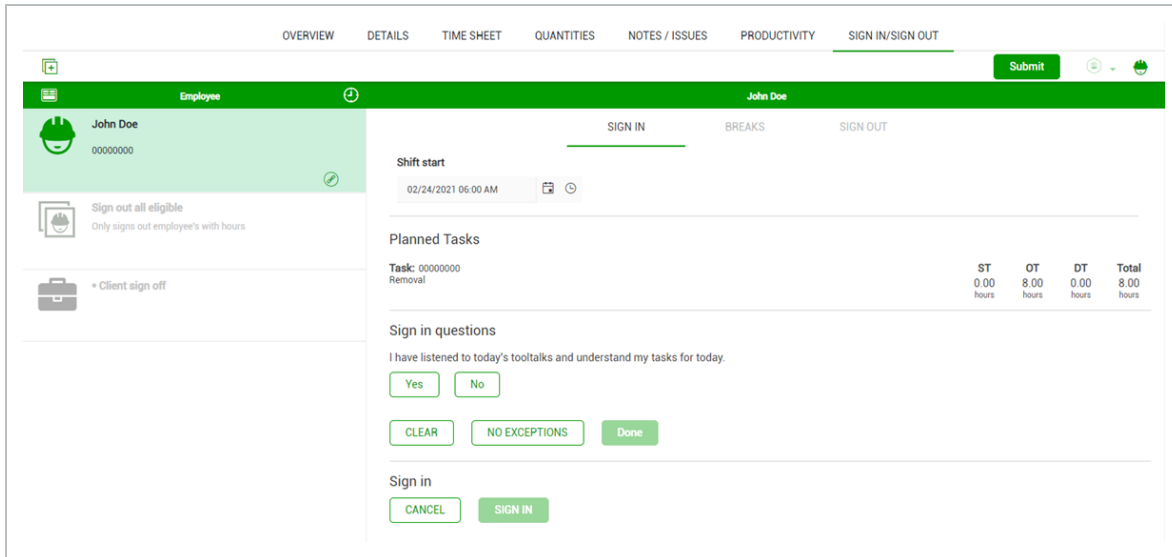 OVERVIEW DETAILS TIME SHEET QUANTITIES NOTES / ISSUES PRODUCTIVITY SIGN IN/SIGN OUT
Submit
Employee
John Doe
John Doe
00000000
Sign out all eligible
Only signs out employee's with hours
• Client sign off
SIGN IN BREAKS SIGN OUT
Shift start
02/24/2021 06:00 AM
Planned Tasks
Task: 00000000
Removal
ST OT DT Total
0.00 8.00 0.00 8.00
hours hours hours hours
Sign in questions
I have listened to today's tooltalks and understand my tasks for today.
Yes No
CLEAR NO EXCEPTIONS Done
Sign in
CANCEL SIGN IN